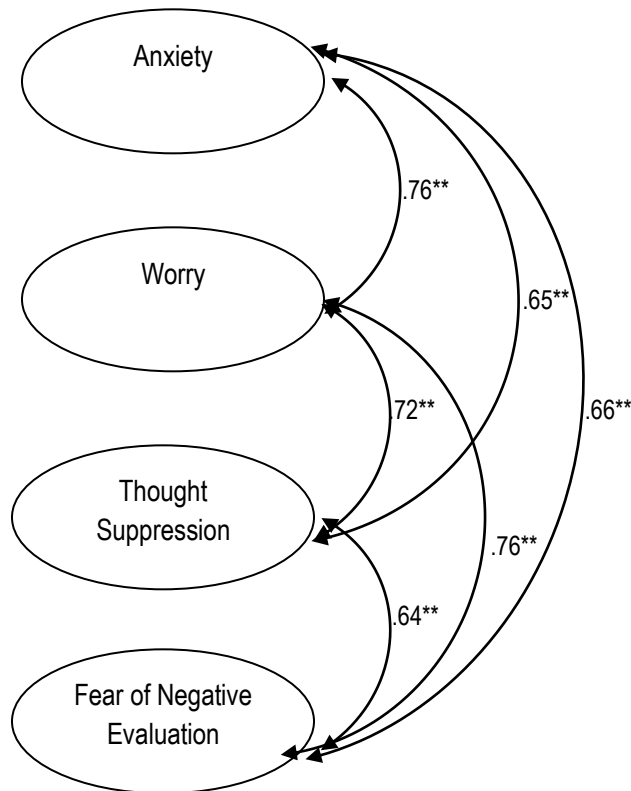 Anxiety
.76**
Worry
.65**
.72**
.66**
Thought
Suppression
.76**
.64**
Fear of Negative
Evaluation